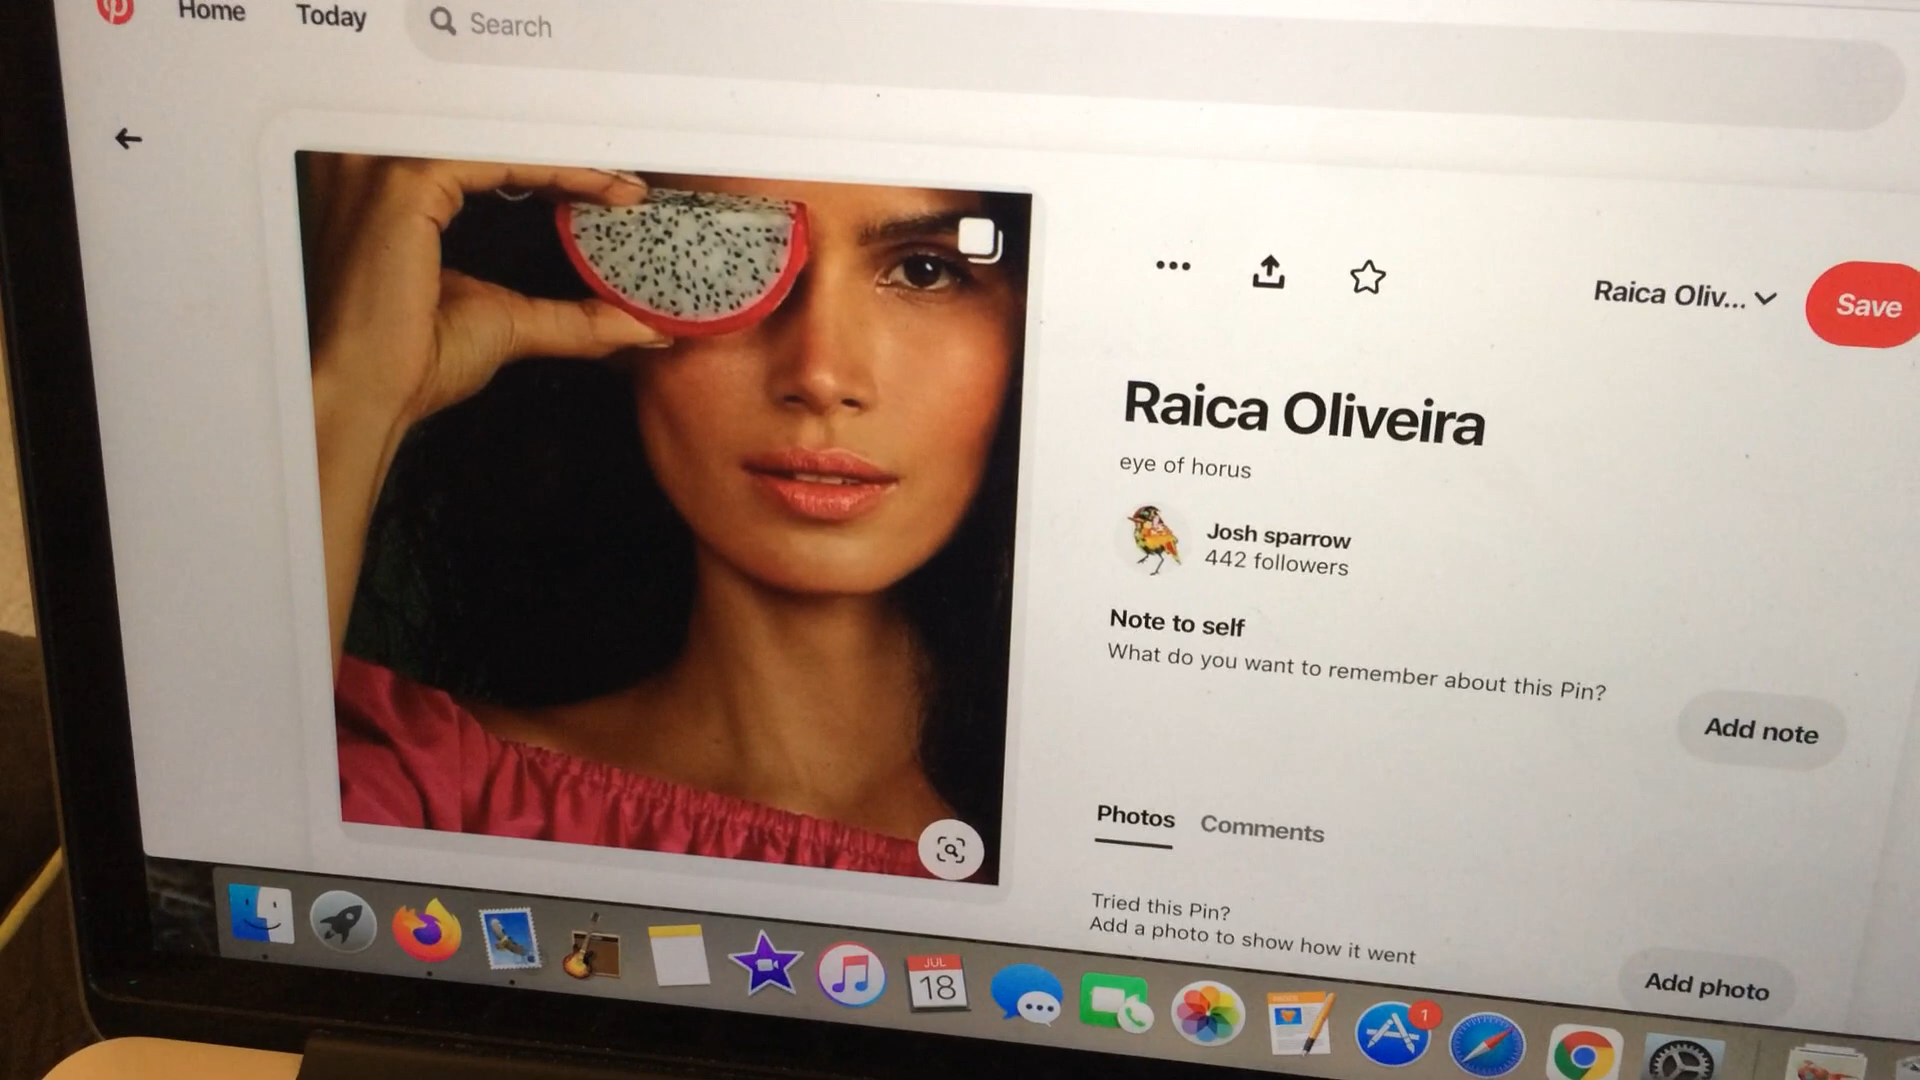 Home
Today
Search
Raica Oliv...
Save
Raica Oliveira
eye of horus
Josh sparrow
442 followers
Note to self
What do you want to remember about this Pin?
Add note
Photos
Comments
Tried this Pin?
Add a photo to show how it went
Add photo
JUL
18
1